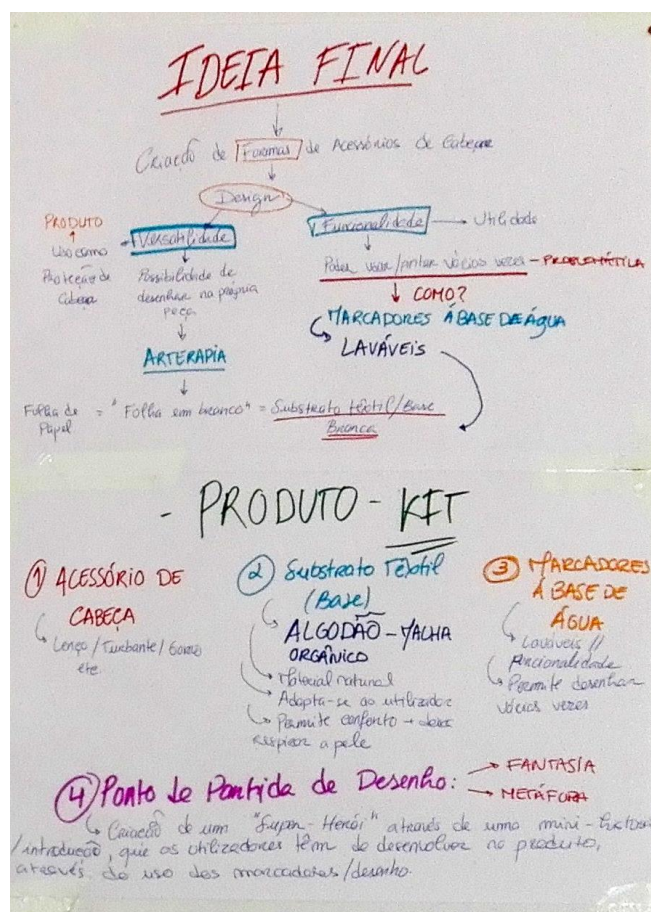 IDEIA FINAL
Criação de Formas de Acessórios de Cabeça
Design
PRODUTO
Uso como
Proteção de
Cabeça
Versatilidade
Possibilidade de
desenhar na própria
peça
ARTERAPIA
Funcionalidade → Utilidade
Poder usar/pintar vários vezes - PROBLEMÁTICA
COMO?
MARCADORES Á BASE DE ÁGUA
LAVÁVEIS
Folha de
Papel
= "Folha em branco" = Substrato têxtil/Base
Branca
- PRODUTO - KIT
1 ACESSÓRIO DE
CABEÇA
Lenço / Turbante / Gorro
etc
2 Substrato Têxtil
(Base)
ALGODÃO - MALHA
ORGÂNICO
Material natural
Adapta-se ao utilizador
Permite conforto → deixa
respirar a pele
3 MARCADORES
Á BASE DE
ÁGUA
Laváveis //
Funcionalidade
Permite desenhar
vários vezes
4 Ponto de Partida de Desenho:
→ FANTASIA
→ METÁFORA
Criação de um "Super-Herói" através de uma mini-história
/introdução, que os utilizadores têm de desenvolver no produto,
através do uso dos marcadores/desenho.